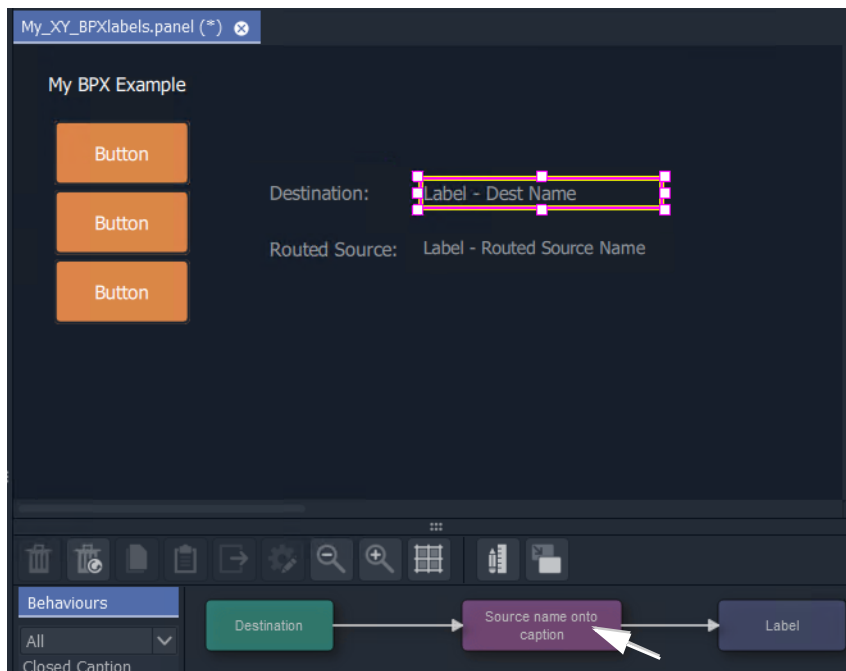 My_XY_BPXlabels.panel (*)
My BPX Example
Button
Destination: Label - Dest Name
Button
Routed Source: Label - Routed Source Name
Button
Behaviours
All
Closed Caption
Destination
Source name onto
caption
Label